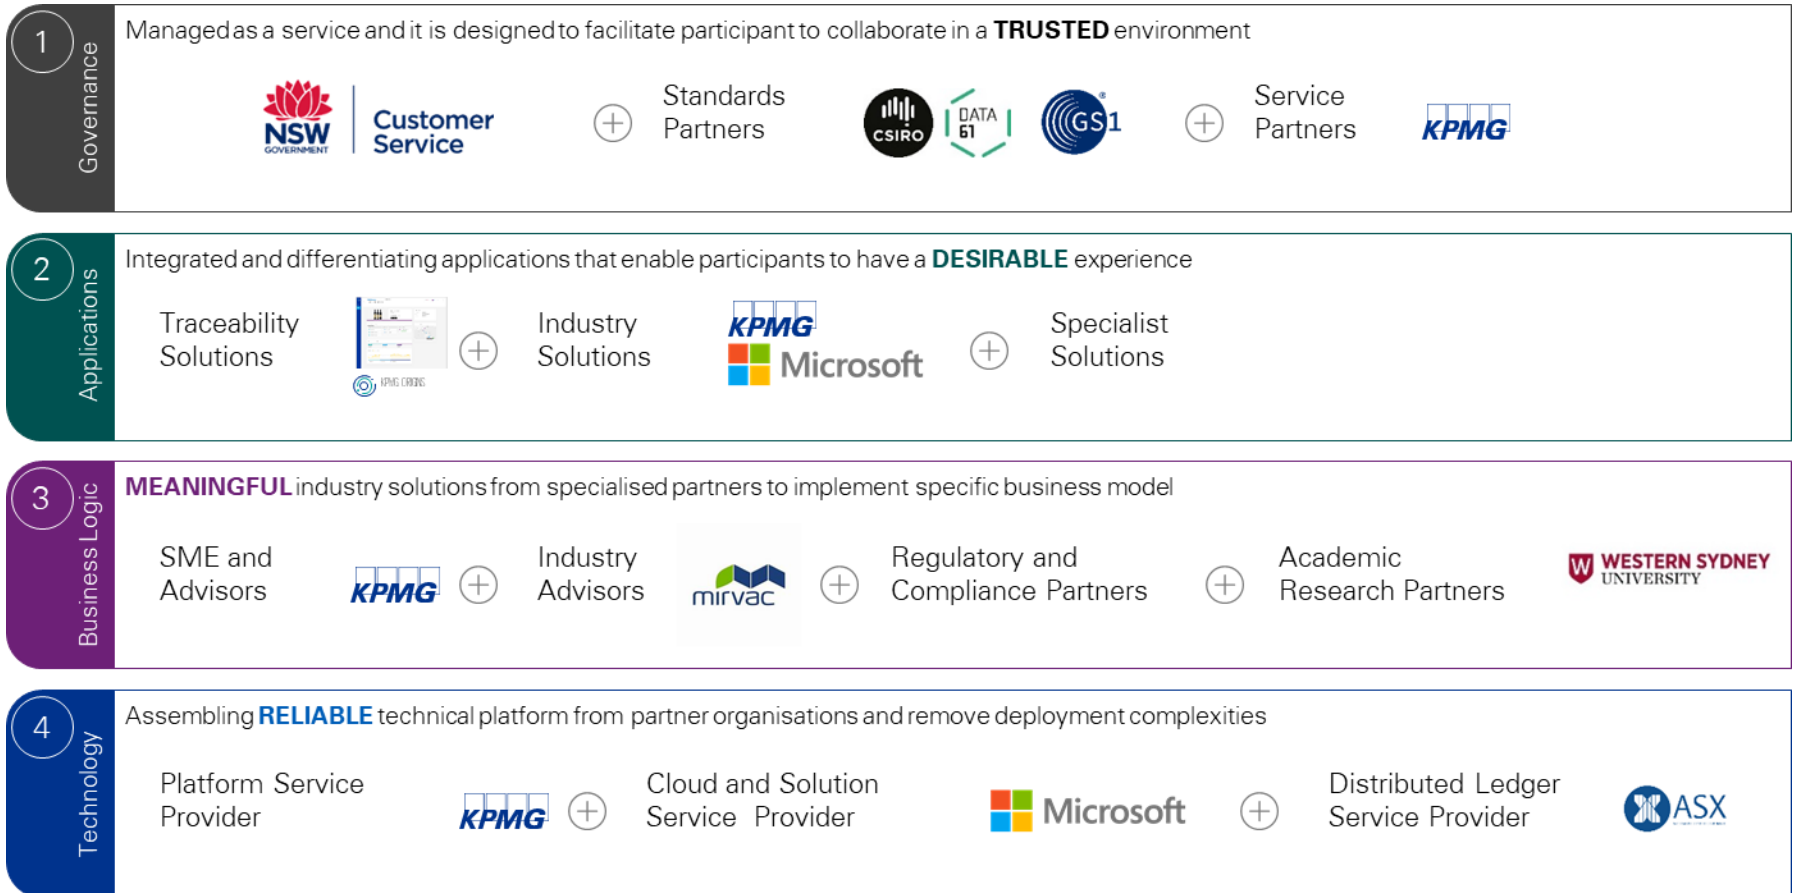 1
Governance
Managed as a service and it is designed to facilitate participant to collaborate in a TRUSTED environment
NSW
GOVERNMENT
Customer
Service
Standards
Partners
CSIRO
DATA
61
GS1
Service
Partners
KPMG
2
Applications
Integrated and differentiating applications that enable participants to have a DESIRABLE experience
Traceability
Solutions
KPMG ORIGINS
Industry
Solutions
KPMG
Microsoft
Specialist
Solutions
3
Business Logic
MEANINGFUL industry solutions from specialised partners to implement specific business model
SME and
Advisors
KPMG
Industry
Advisors
mirvac
Regulatory and
Compliance Partners
Academic
Research Partners
W
WESTERN SYDNEY
UNIVERSITY
4
Technology
Assembling RELIABLE technical platform from partner organisations and remove deployment complexities
Platform Service
Provider
KPMG
Cloud and Solution
Service Provider
Microsoft
Distributed Ledger
Service Provider
ASX